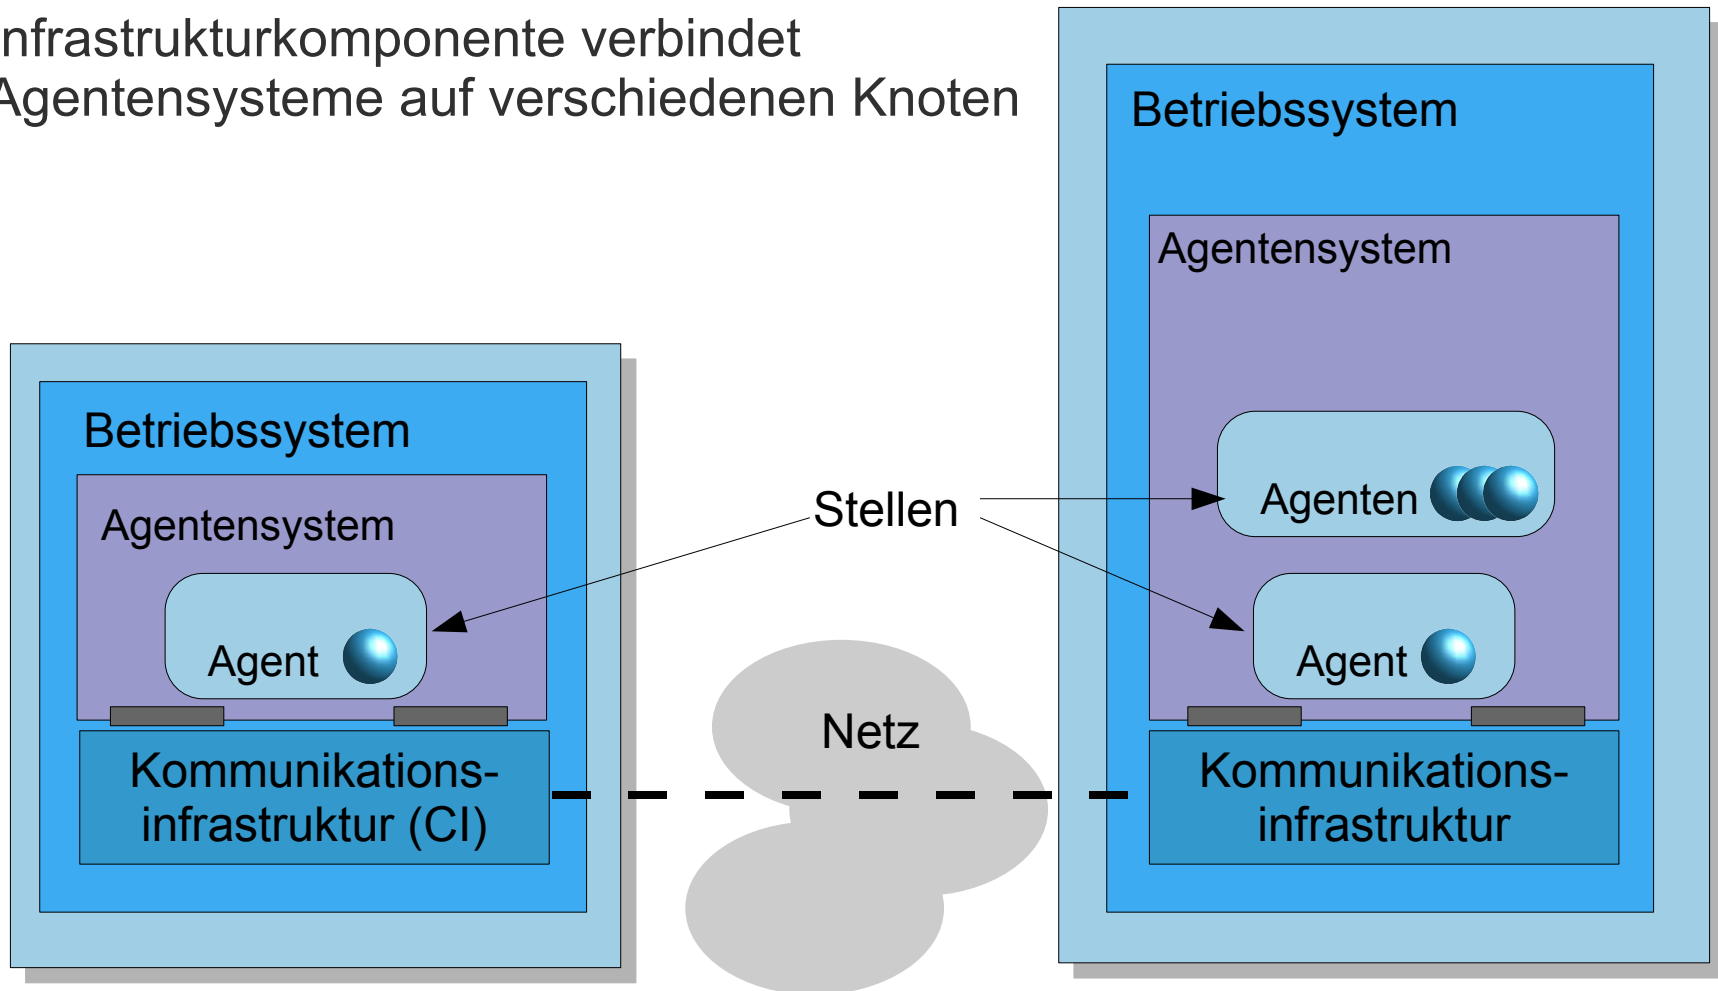 nfrastrukturkomponente verbindet
Agentensysteme auf verschiedenen Knoten
Betriebssystem
Agentensystem
Agent
Kommunikations-
infrastruktur (CI)
Stellen
Netz
Betriebssystem
Agentensystem
Agenten
Agent
Kommunikations-
infrastruktur